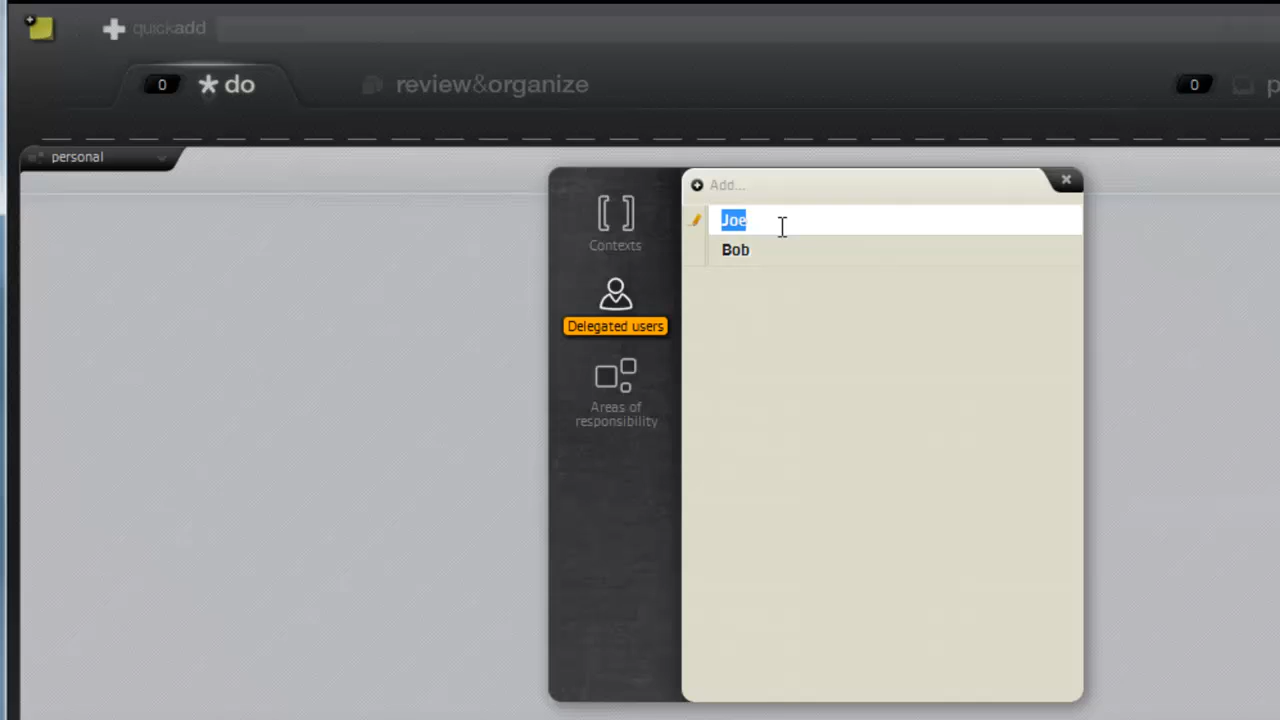 quickadd
0 * do
review&organize
0
personal
Add...
Joe
Bob
Contexts
Delegated users
Areas of
responsibility